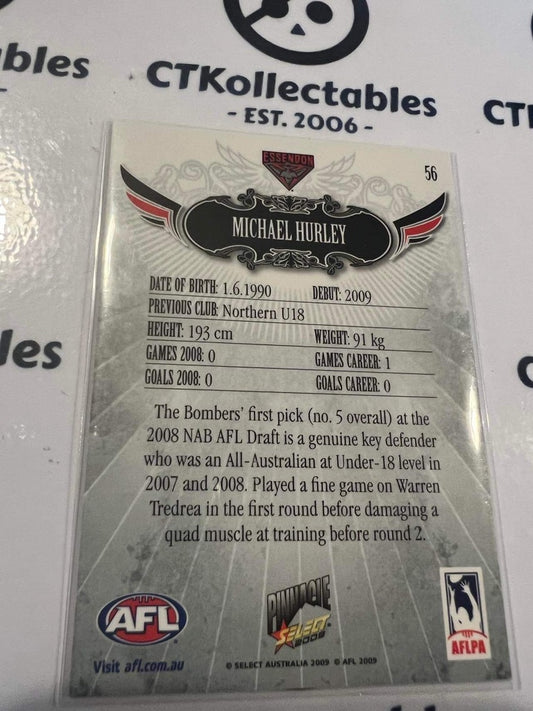 ables
CTKollectables
- EST. 2006 -
CT
ESSENDON
56
MICHAEL HURLEY
DATE OF BIRTH: 1.6.1990 DEBUT: 2009
PREVIOUS CLUB: Northern U18
HEIGHT: 193 cm WEIGHT: 91 kg
GAMES 2008: 0 GAMES CAREER: 1
GOALS 2008: 0 GOALS CAREER: 0
les
The Bombers' first pick (no. 5 overall) at the
2008 NAB AFL Draft is a genuine key defender
who was an All-Australian at Under-18 level in
2007 and 2008. Played a fine game on Warren
Tredrea in the first round before damaging a
quad muscle at training before round 2.
AFL
Visit afl.com.au
PINNACLE
SELECT
2009
© SELECT AUSTRALIA 2009 © AFL 2009
AFLPA